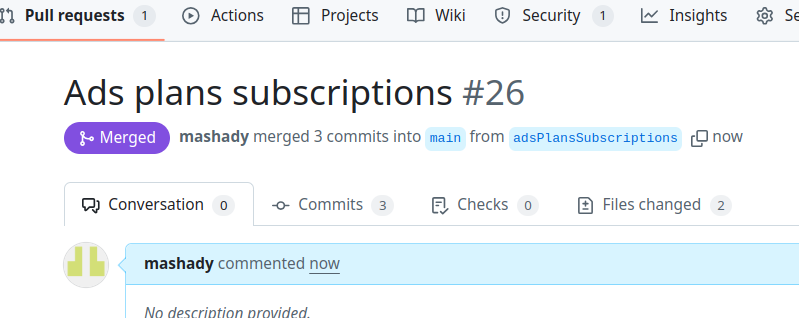 Pull requests 1 Actions Projects Wiki Security 1 Insights Se
Ads plans subscriptions #26
Merged mashady merged 3 commits into main from adsPlansSubscriptions now
Conversation 0 Commits 3 Checks 0 Files changed 2
mashady commented now
No description provided.